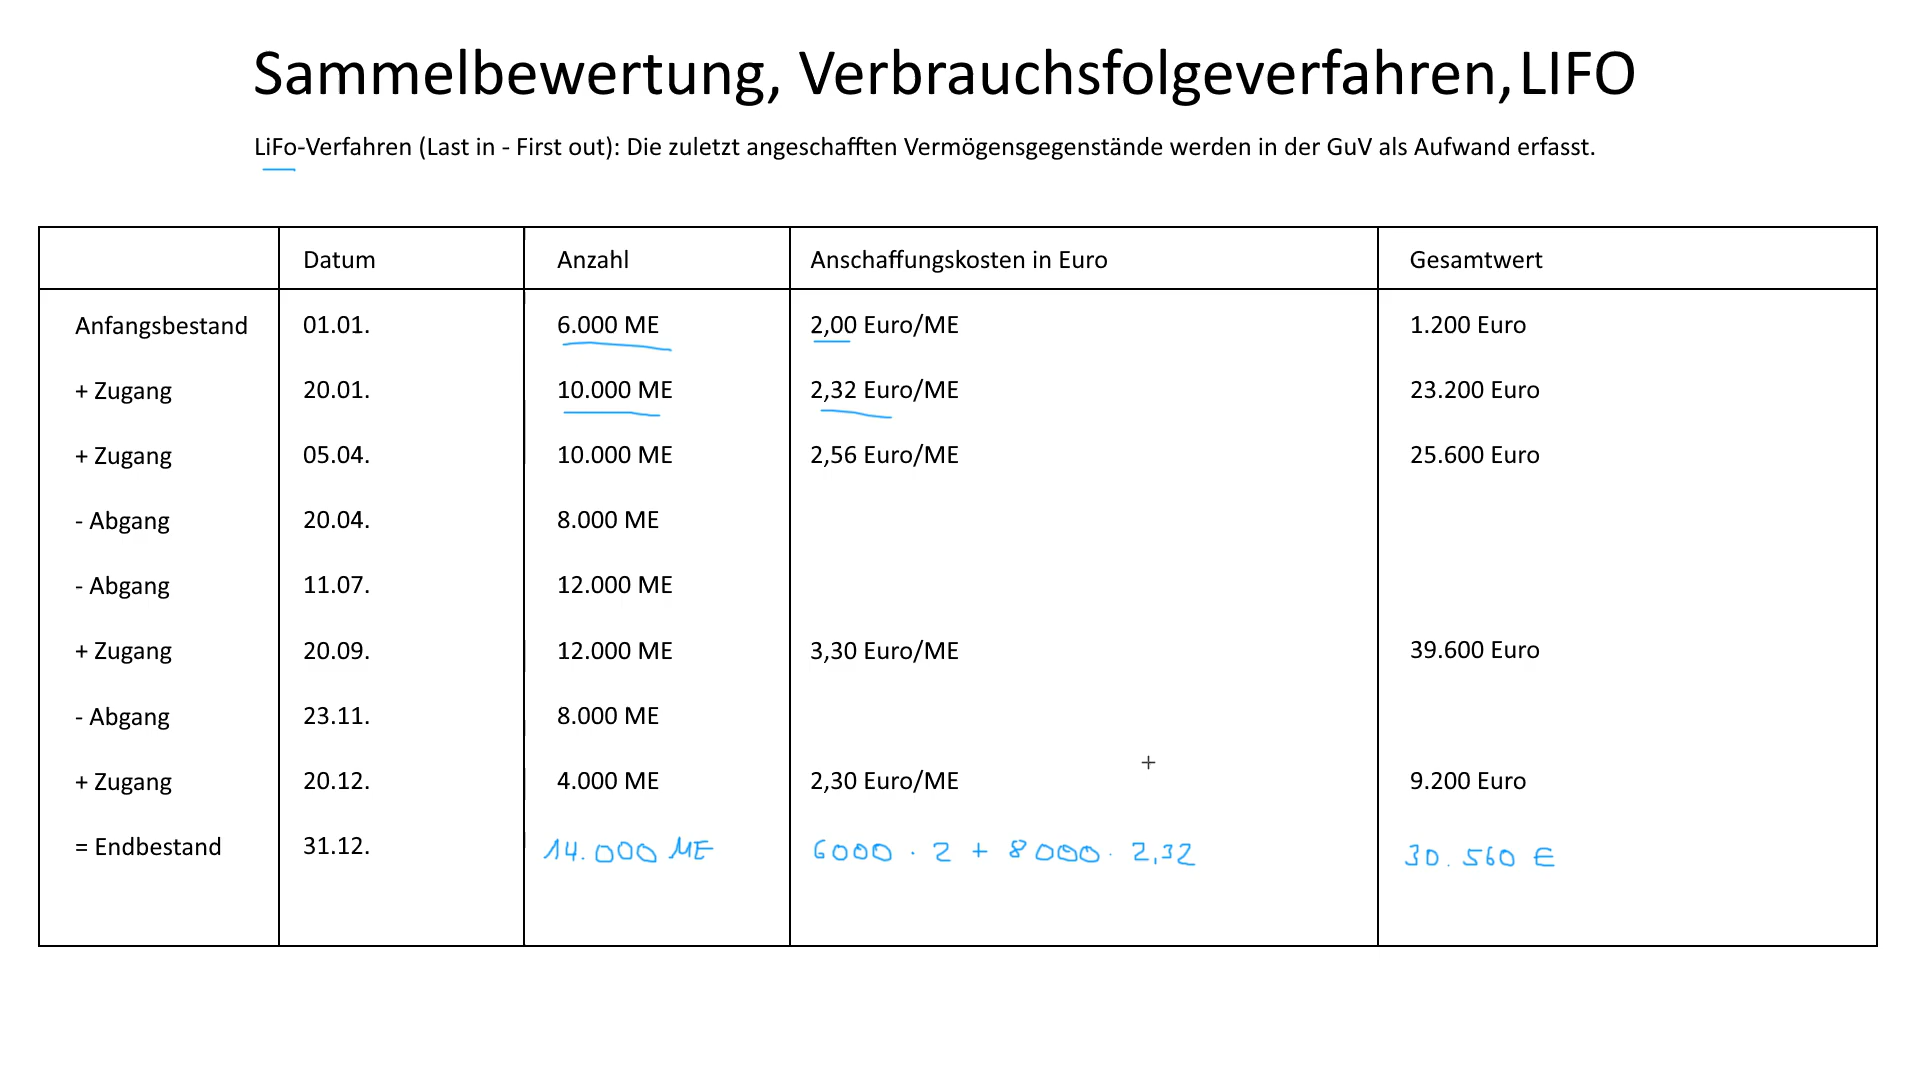 Sammelbewertung, Verbrauchsfolgeverfahren, LIFO
LiFo-Verfahren (Last in - First out): Die zuletzt angeschafften Vermögensgegenstände werden in der GuV als Aufwand erfasst.
Datum Anzahl Anschaffungskosten in Euro Gesamtwert
Anfangsbestand 01.01. 6.000 ME 2,00 Euro/ME 1.200 Euro
+ Zugang 20.01. 10.000 ME 2,32 Euro/ME 23.200 Euro
+ Zugang 05.04. 10.000 ME 2,56 Euro/ME 25.600 Euro
- Abgang 20.04. 8.000 ME
- Abgang 11.07. 12.000 ME
+ Zugang 20.09. 12.000 ME 3,30 Euro/ME 39.600 Euro
- Abgang 23.11. 8.000 ME
+ Zugang 20.12. 4.000 ME 2,30 Euro/ME 9.200 Euro
= Endbestand 31.12. 14.000 ME 6000 · 2 + 8000 · 2,32 30.560 €